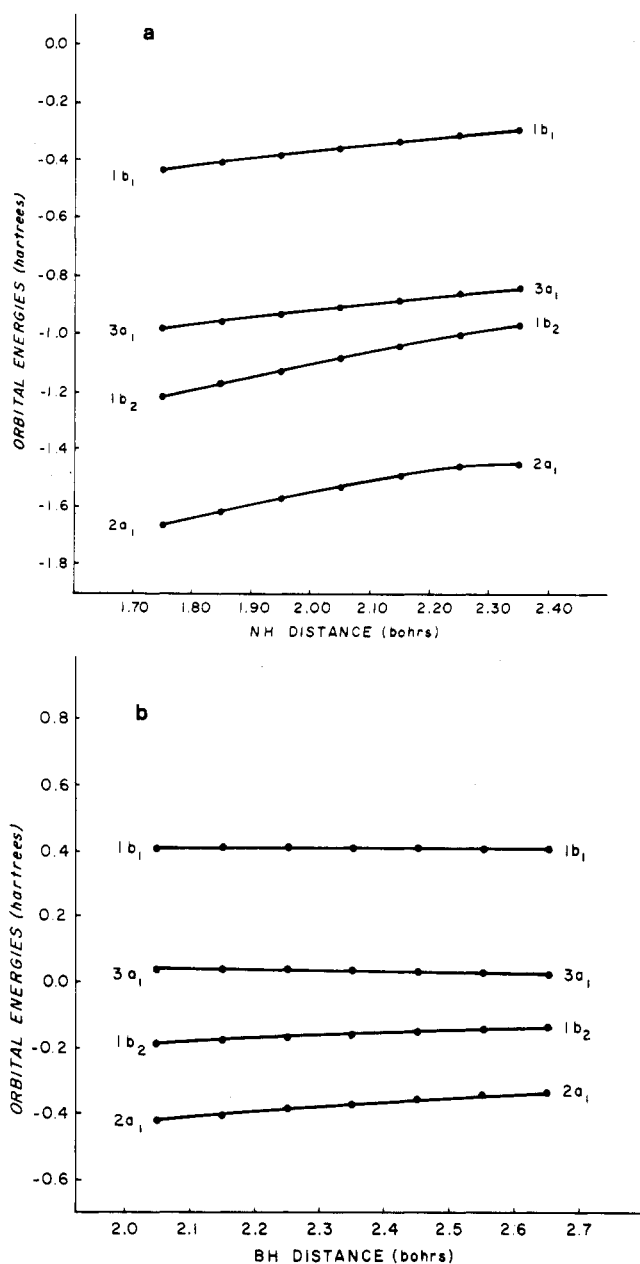 a
0.0
-0.2
-0.4
-0.6
-0.8
-1.0
-1.2
-1.4
-1.6
-1.8
ORBITAL ENERGIES (hartrees)
1b₁ 1b₁
3a₁ 3a₁
1b₂ 1b₂
2a₁ 2a₁
1.70 1.80 1.90 2.00 2.10 2.20 2.30 2.40
NH DISTANCE (bohrs)
b
0.8
0.6
0.4
0.2
0.0
-0.2
-0.4
-0.6
ORBITAL ENERGIES (hartrees)
1b₁ 1b₁
3a₁ 3a₁
1b₂ 1b₂
2a₁ 2a₁
2.0 2.1 2.2 2.3 2.4 2.5 2.6 2.7
BH DISTANCE (bohrs)